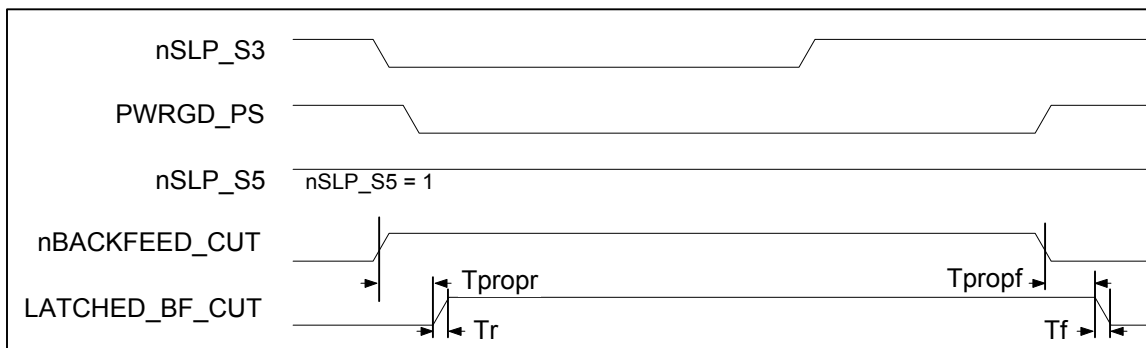 nSLP_S3
PWRGD_PS
nSLP_S5 nSLP_S5 = 1
nBACKFEED_CUT
Tpropr Tpropf
LATCHED_BF_CUT
Tr Tf